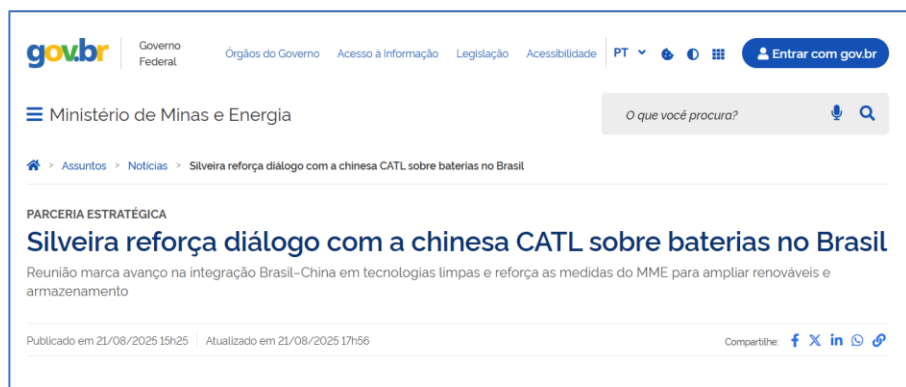 gov.br
Governo
Federal
Órgãos do Governo Acesso à Informação Legislação Acessibilidade PT Entrar com gov.br
Ministério de Minas e Energia
O que você procura?
> Assuntos > Notícias > Silveira reforça diálogo com a chinesa CATL sobre baterias no Brasil
PARCERIA ESTRATÉGICA
Silveira reforça diálogo com a chinesa CATL sobre baterias no Brasil
Reunião marca avanço na integração Brasil–China em tecnologias limpas e reforça as medidas do MME para ampliar renováveis e
armazenamento
Publicado em 21/08/2025 15h25 Atualizado em 21/08/2025 17h56 Compartilhe: